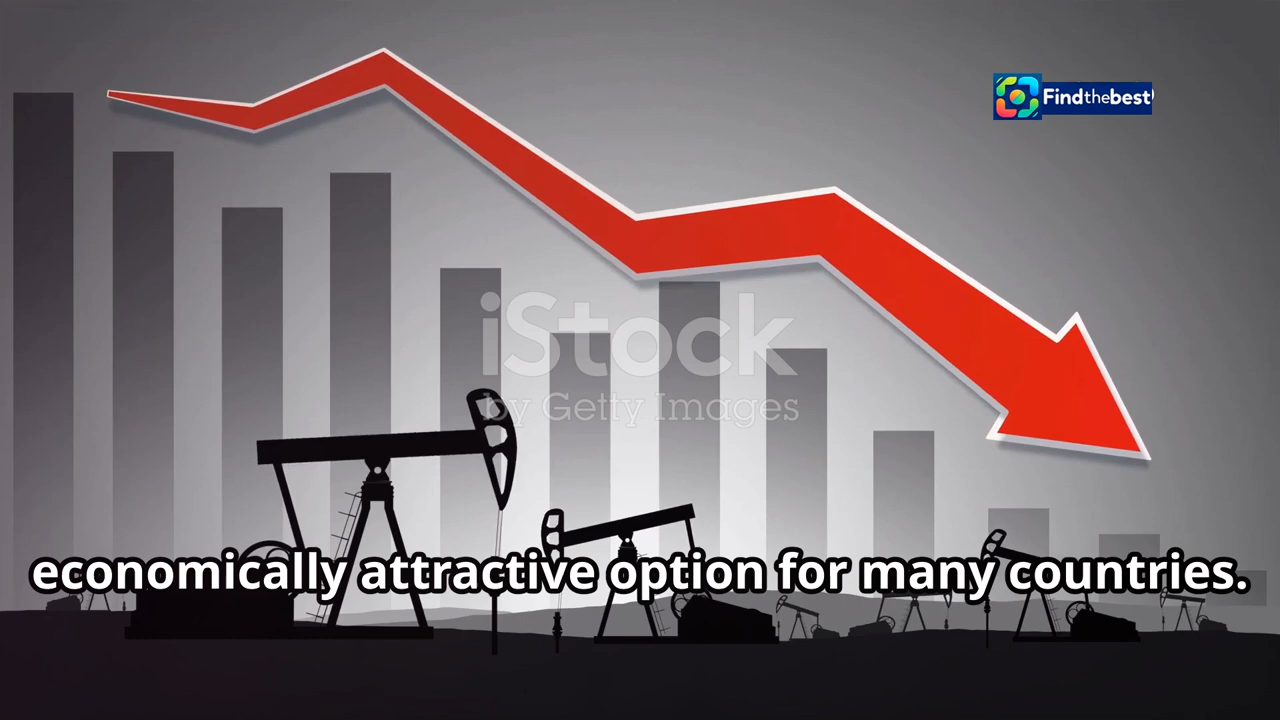 Findthebest
iStock
by Getty Images
economically attractive option for many countries.